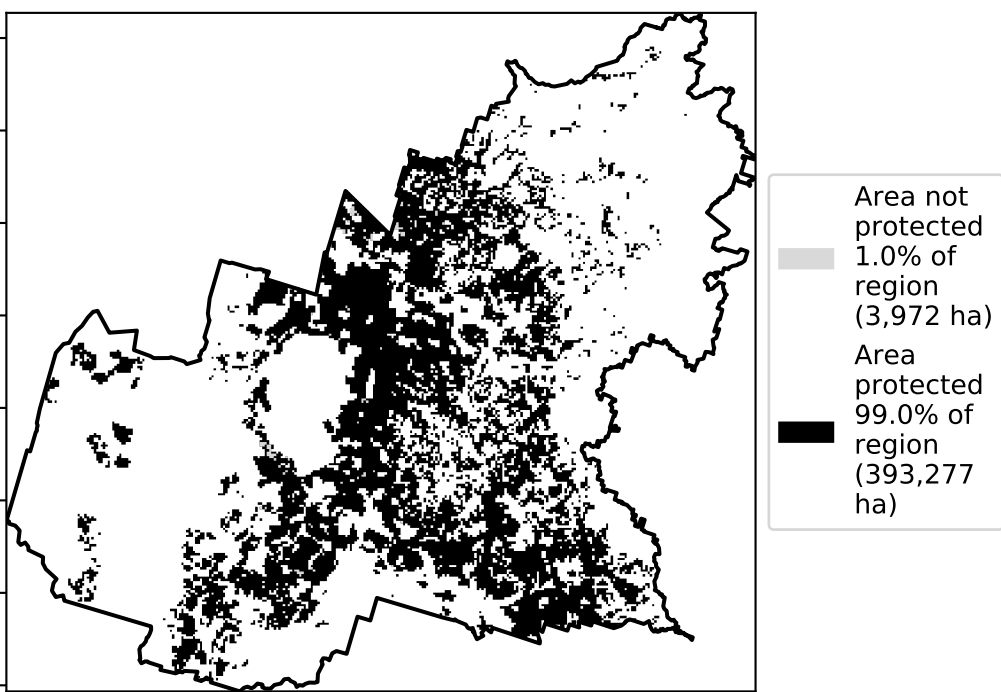 Area not
protected
1.0% of
region
(3,972 ha)
Area
protected
99.0% of
region
(393,277
ha)